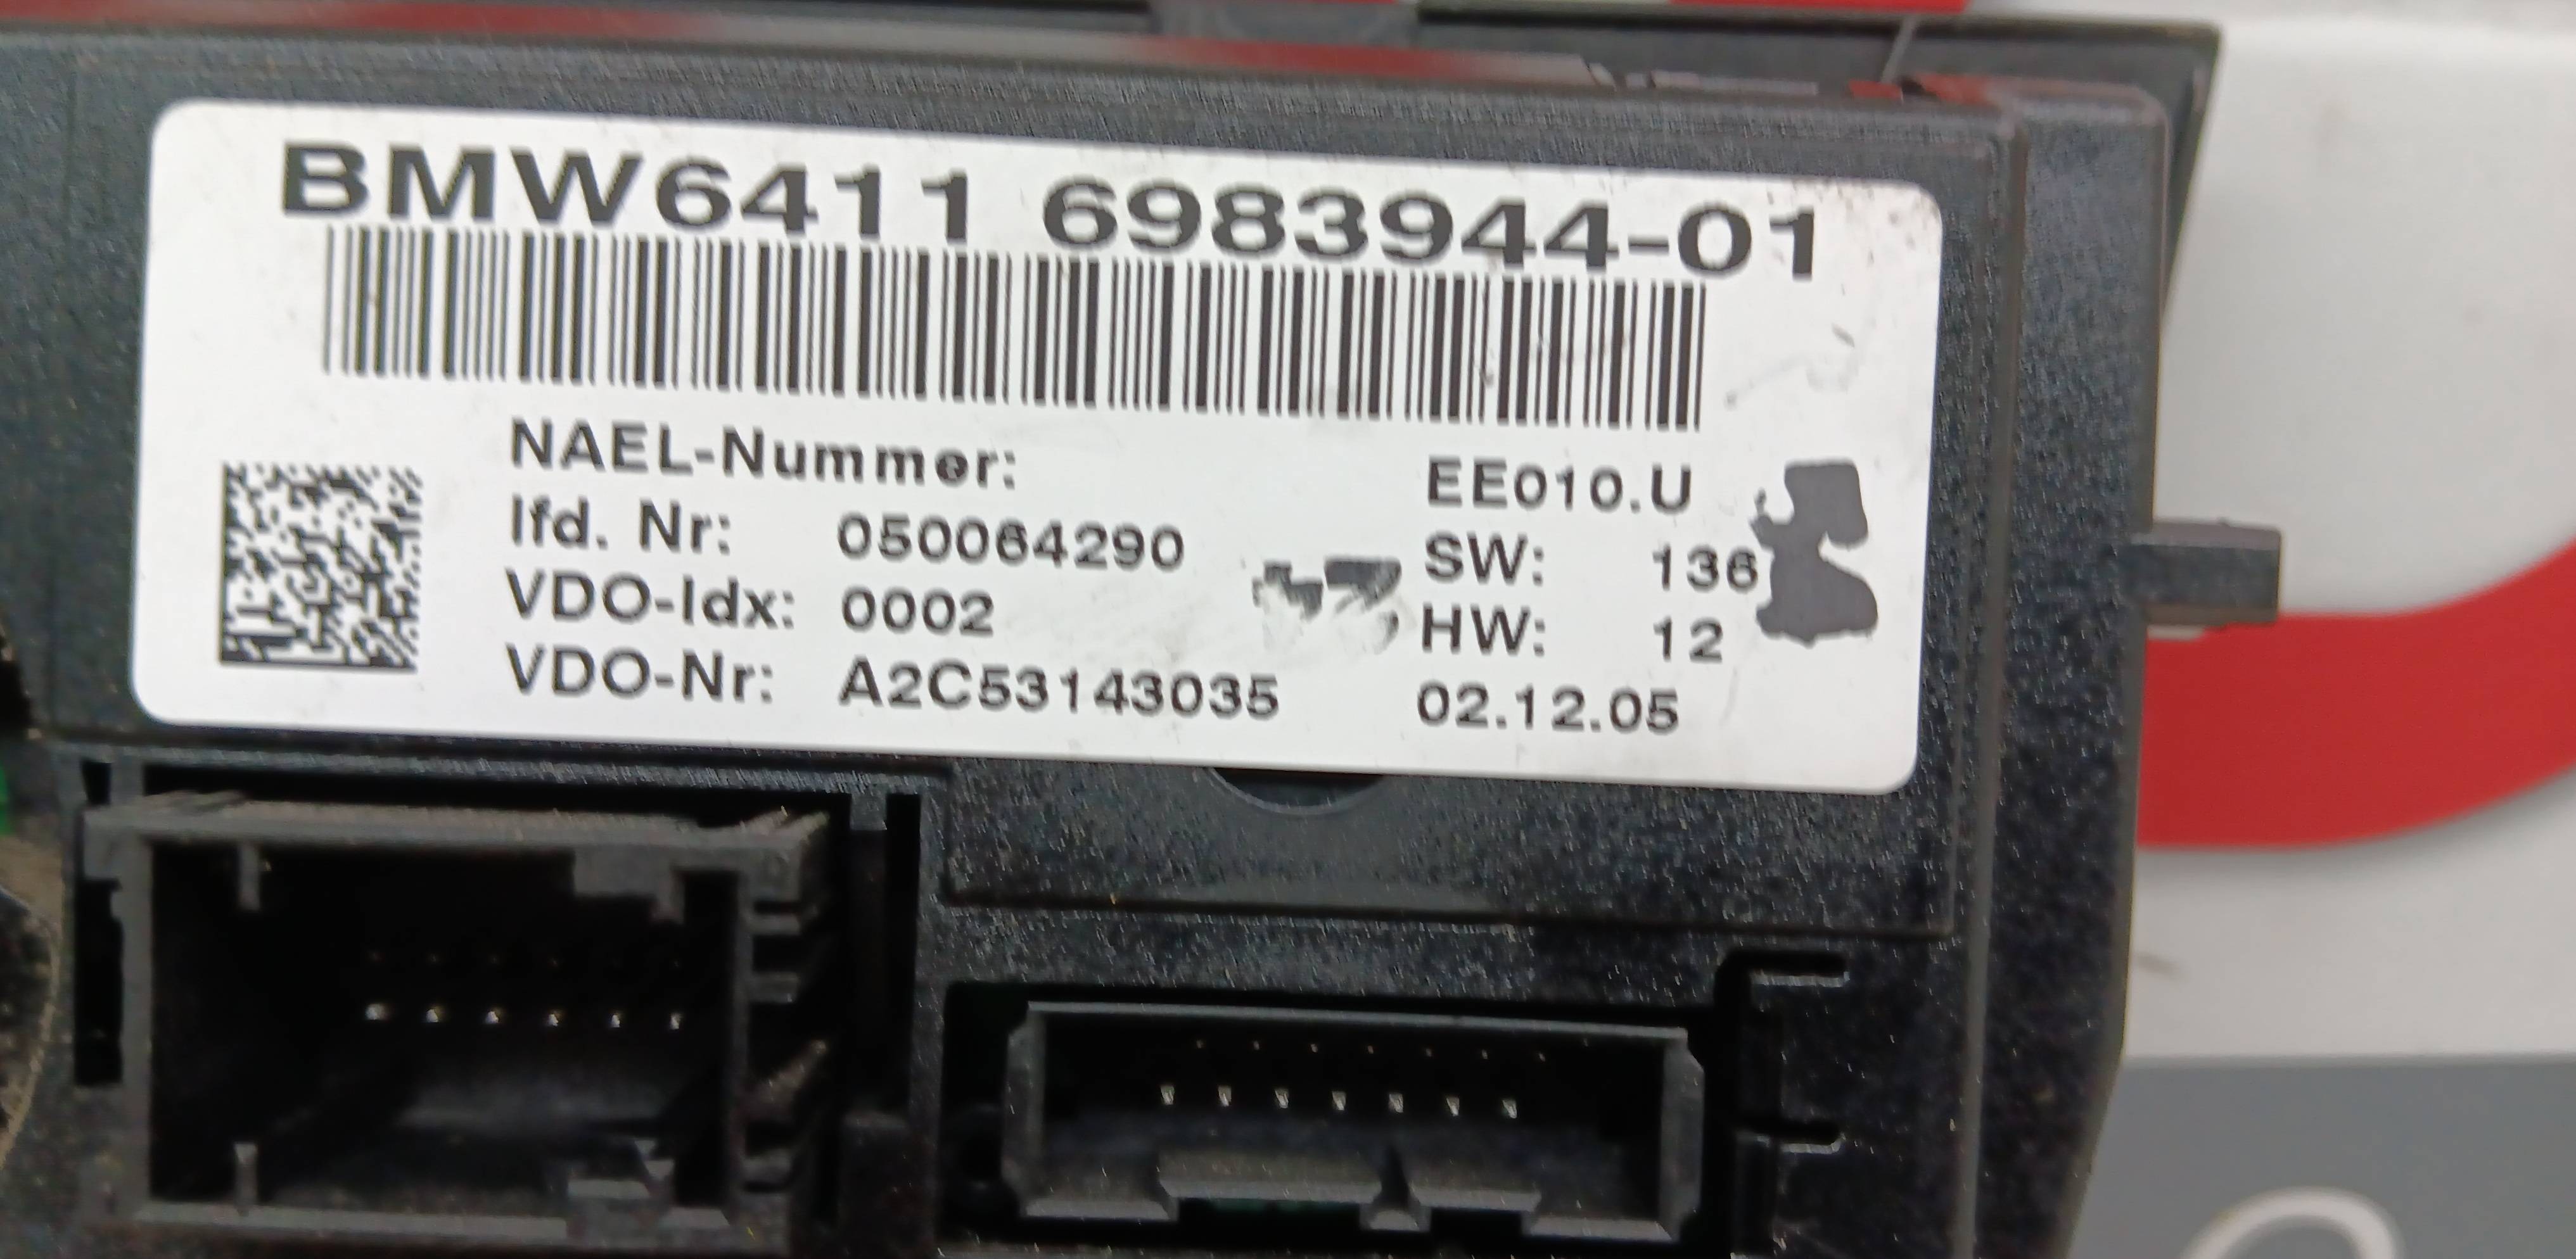 BMW6411 6983944-01
NAEL-Nummer: EE010.U
lfd. Nr: 050064290 SW: 136
VDO-Idx: 0002 HW: 12
VDO-Nr: A2C53143035 02.12.05